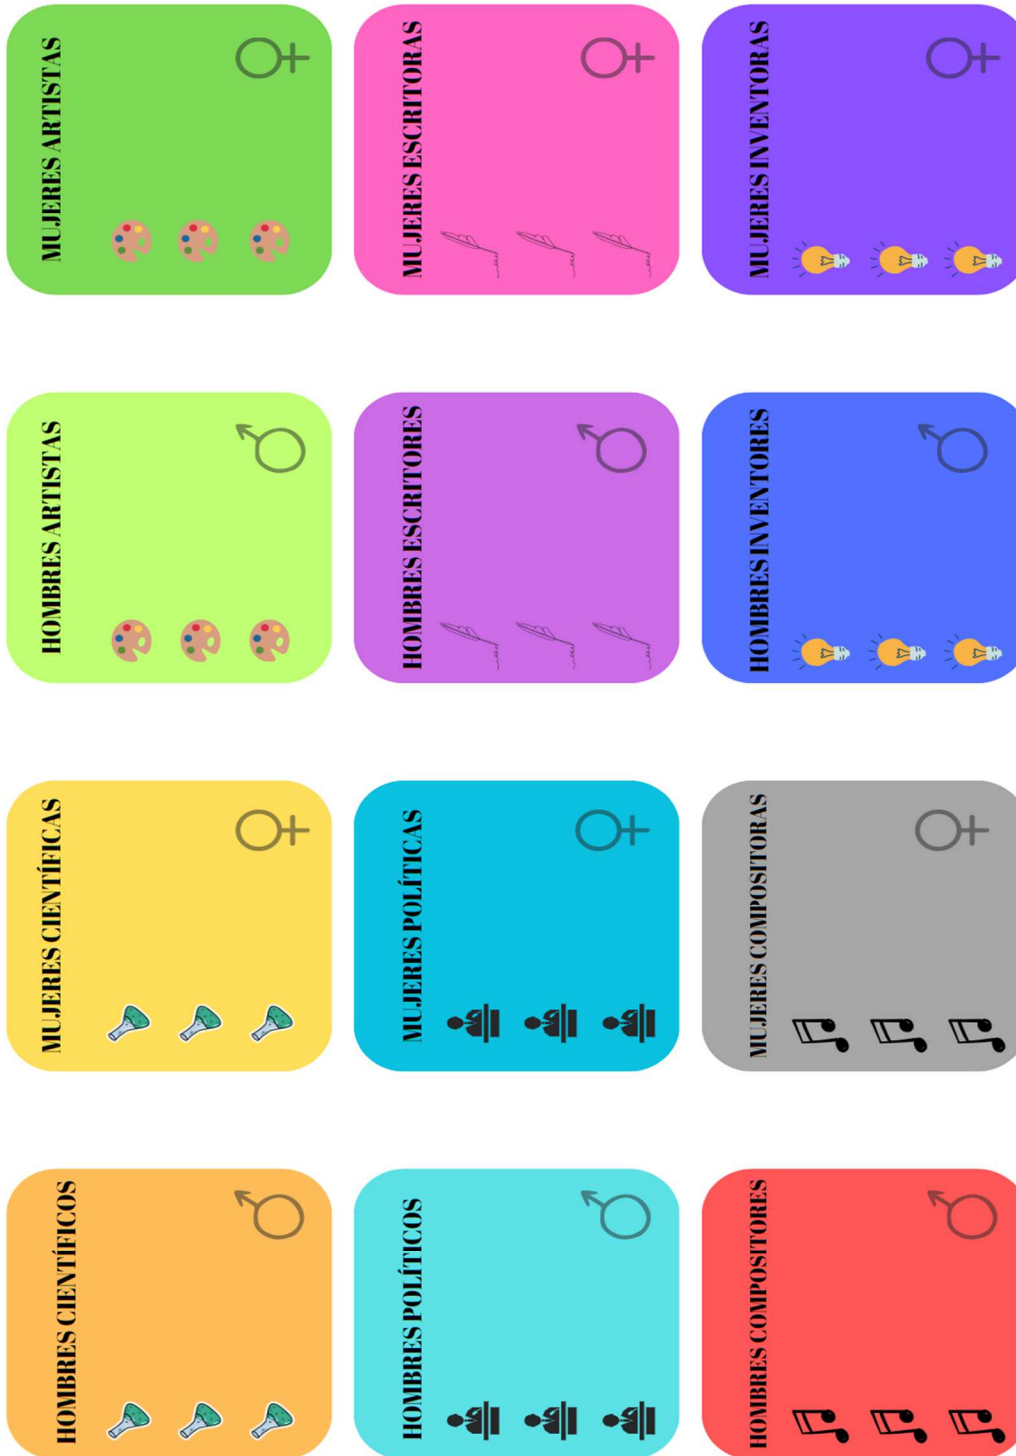 HOMBRES CIENTÍFICOS
MUJERES CIENTÍFICAS
HOMBRES ARTISTAS
MUJERES ARTISTAS
HOMBRES POLÍTICOS
MUJERES POLÍTICAS
HOMBRES ESCRITORES
MUJERES ESCRITORAS
HOMBRES COMPOSITORES
MUJERES COMPOSITORAS
HOMBRES INVENTORES
MUJERES INVENTORAS